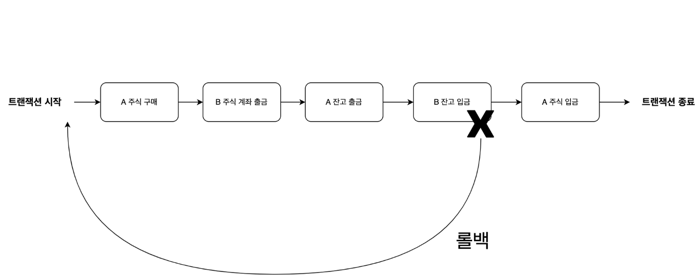 트랜잭션 시작
A 주식 구매
B 주식 계좌 출금
A 잔고 출금
B 잔고 입금
A 주식 입금
트랜잭션 종료
X
롤백